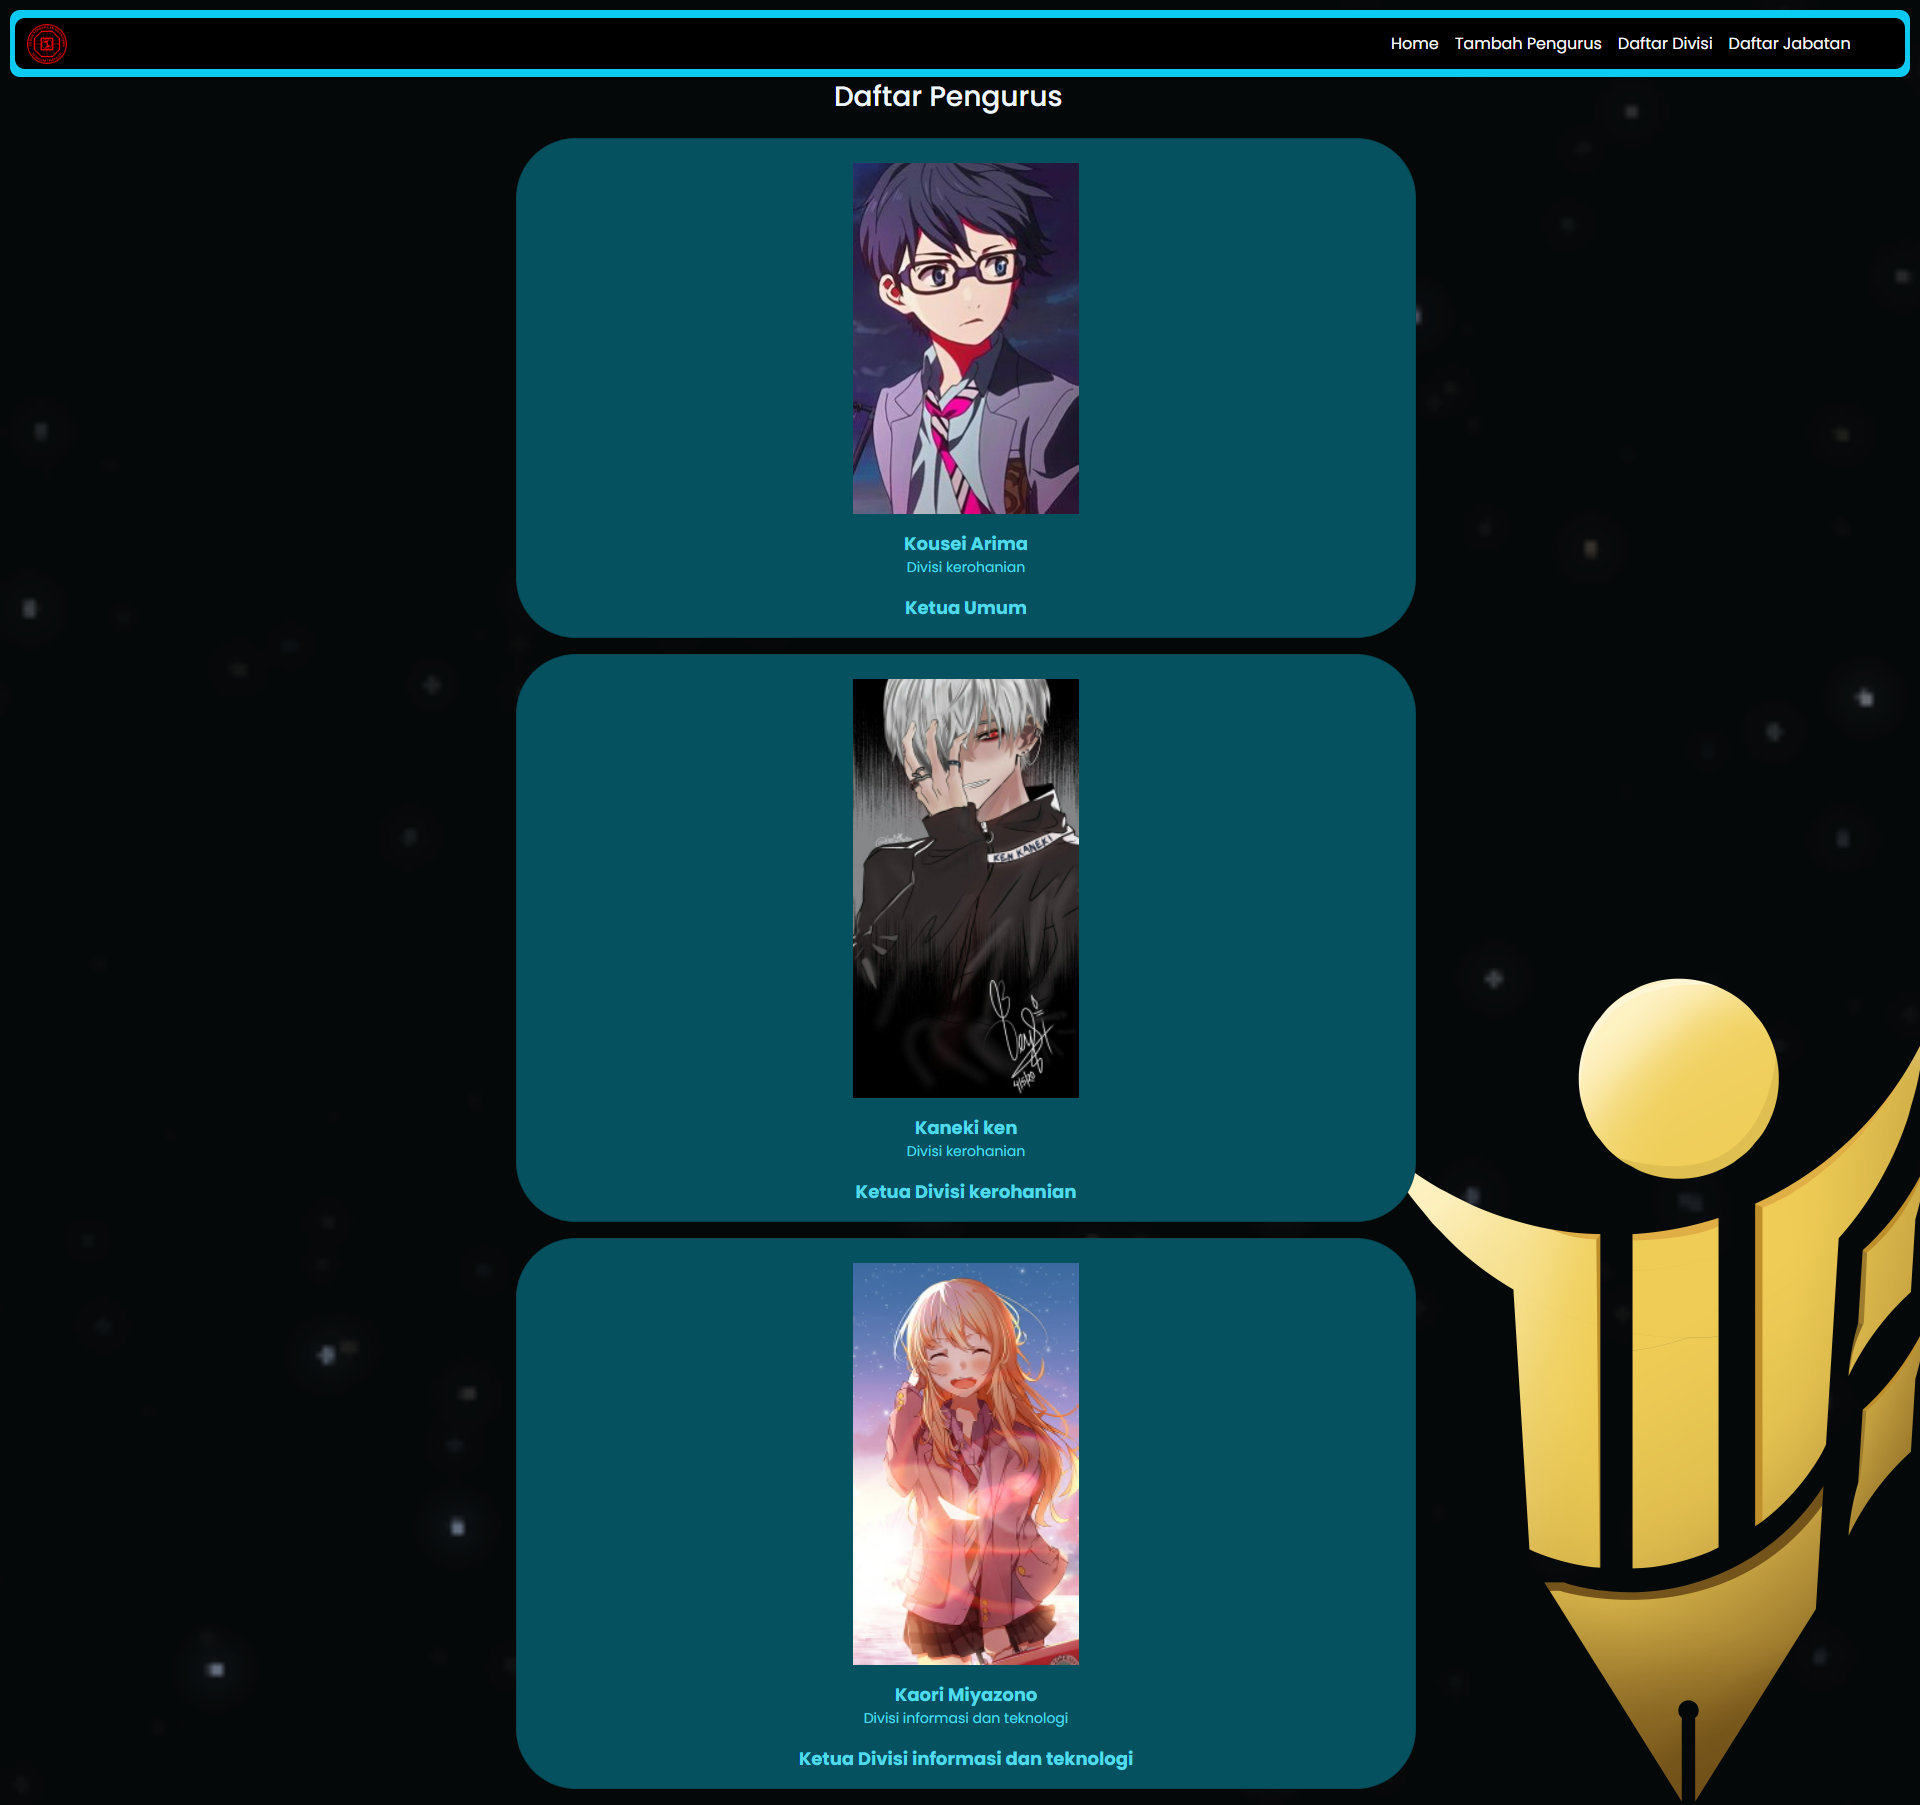 Home Tambah Pengurus Daftar Divisi Daftar Jabatan
Daftar Pengurus
Kousei Arima
Divisi kerohanian
Ketua Umum
KEN KANEKI
Kaneki ken
Divisi kerohanian
Ketua Divisi kerohanian
Kaori Miyazono
Divisi informasi dan teknologi
Ketua Divisi informasi dan teknologi